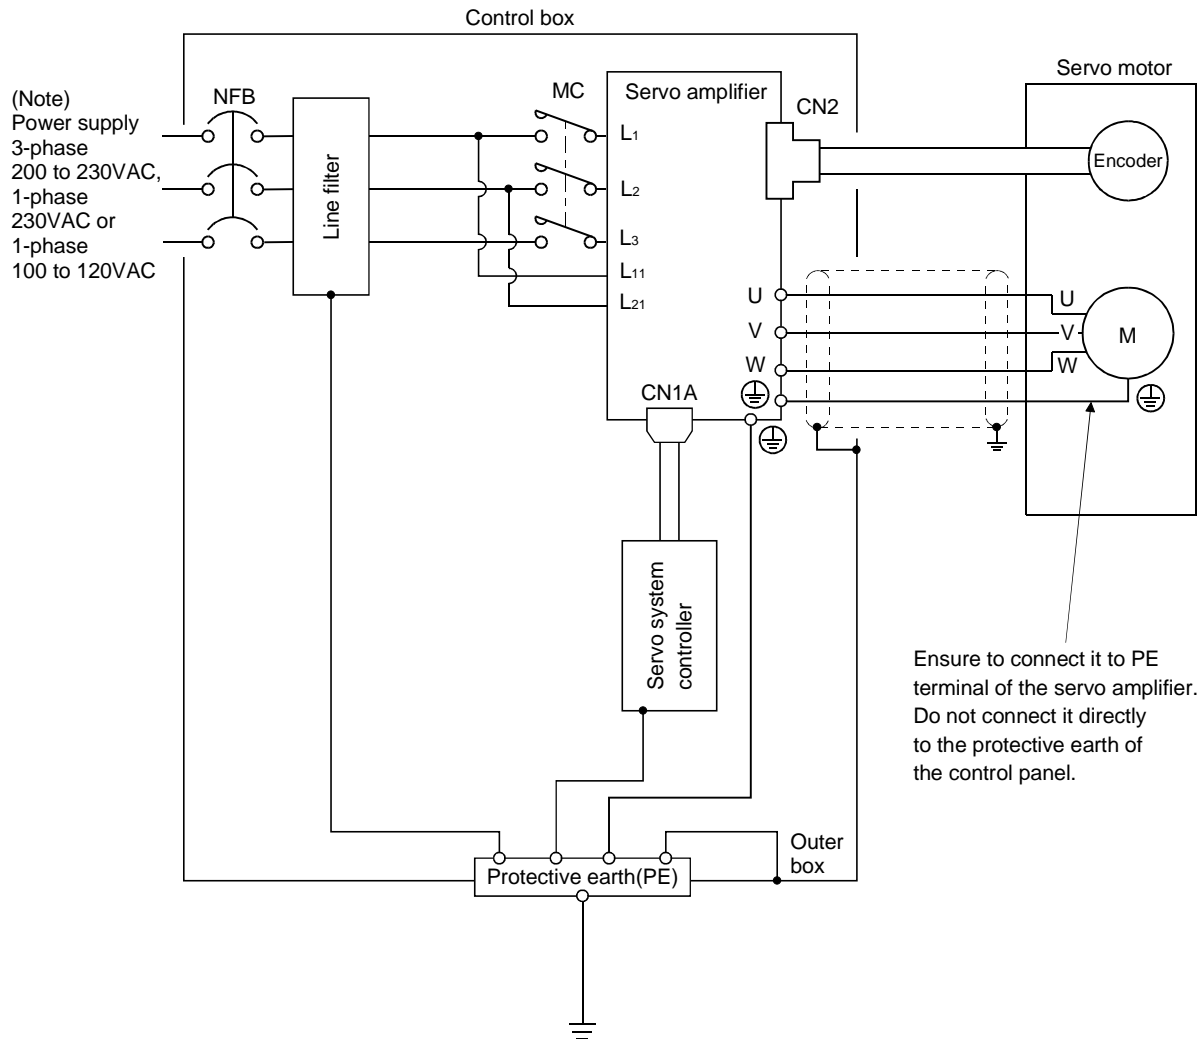 Control box
(Note)
Power supply
3-phase
200 to 230VAC,
1-phase
230VAC or
1-phase
100 to 120VAC
NFB
Line filter
MC
Servo amplifier
L1
L2
L3
L11
L21
CN2
Servo motor
Encoder
U
V
W
U
V
W
M
CN1A
Servo system
controller
Ensure to connect it to PE
terminal of the servo amplifier.
Do not connect it directly
to the protective earth of
the control panel.
Outer
box
Protective earth(PE)